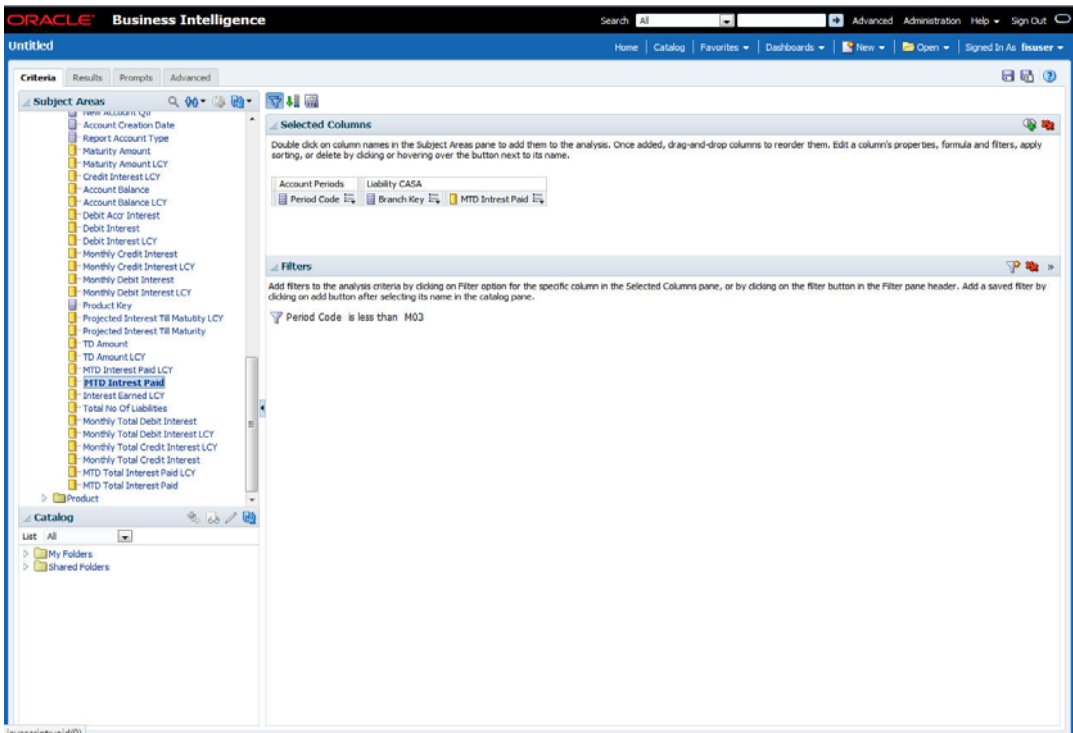 ORACLE Business Intelligence
Search All Advanced Administration Help Sign Out
Untitled
Home Catalog Favorites Dashboards New Open Signed In As fisuser
Criteria Results Prompts Advanced
Subject Areas
New Account Qtr
Account Creation Date
Report Account Type
Maturity Amount
Maturity Amount LCY
Credit Interest LCY
Account Balance
Account Balance LCY
Debit Accr Interest
Debit Interest
Debit Interest LCY
Monthly Credit Interest
Monthly Credit Interest LCY
Monthly Debit Interest
Monthly Debit Interest LCY
Product Key
Projected Interest Till Matutity LCY
Projected Interest Till Maturity
TD Amount
TD Amount LCY
MTD Interest Paid LCY
MTD Intrest Paid
Interest Earned LCY
Total No Of Liabilities
Monthly Total Debit Interest
Monthly Total Debit Interest LCY
Monthly Total Credit Interest LCY
Monthly Total Credit Interest
MTD Total Interest Paid LCY
MTD Total Interest Paid
Product
Catalog
List All
My Folders
Shared Folders
Selected Columns
Double click on column names in the Subject Areas pane to add them to the analysis. Once added, drag-and-drop columns to reorder them. Edit a column's properties, formula and filters, apply
sorting, or delete by clicking or hovering over the button next to its name.
Account Periods Liability CASA
Period Code Branch Key MTD Intrest Paid
Filters
Add filters to the analysis criteria by clicking on Filter option for the specific column in the Selected Columns pane, or by clicking on the filter button in the Filter pane header. Add a saved filter by
clicking on add button after selecting its name in the catalog pane.
Period Code is less than M03